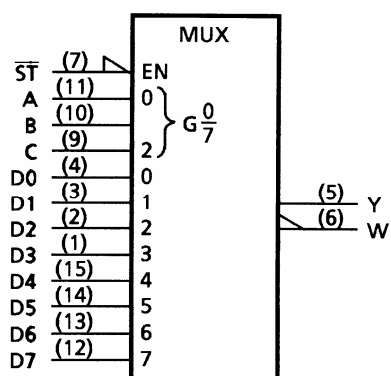 MUX
S̅T̅ (7) EN
A (11) 0
B (10) G 0/7
C (9) 2
D0 (4) 0
D1 (3) 1 (5) Y
D2 (2) 2 (6) W
D3 (1) 3
D4 (15) 4
D5 (14) 5
D6 (13) 6
D7 (12) 7